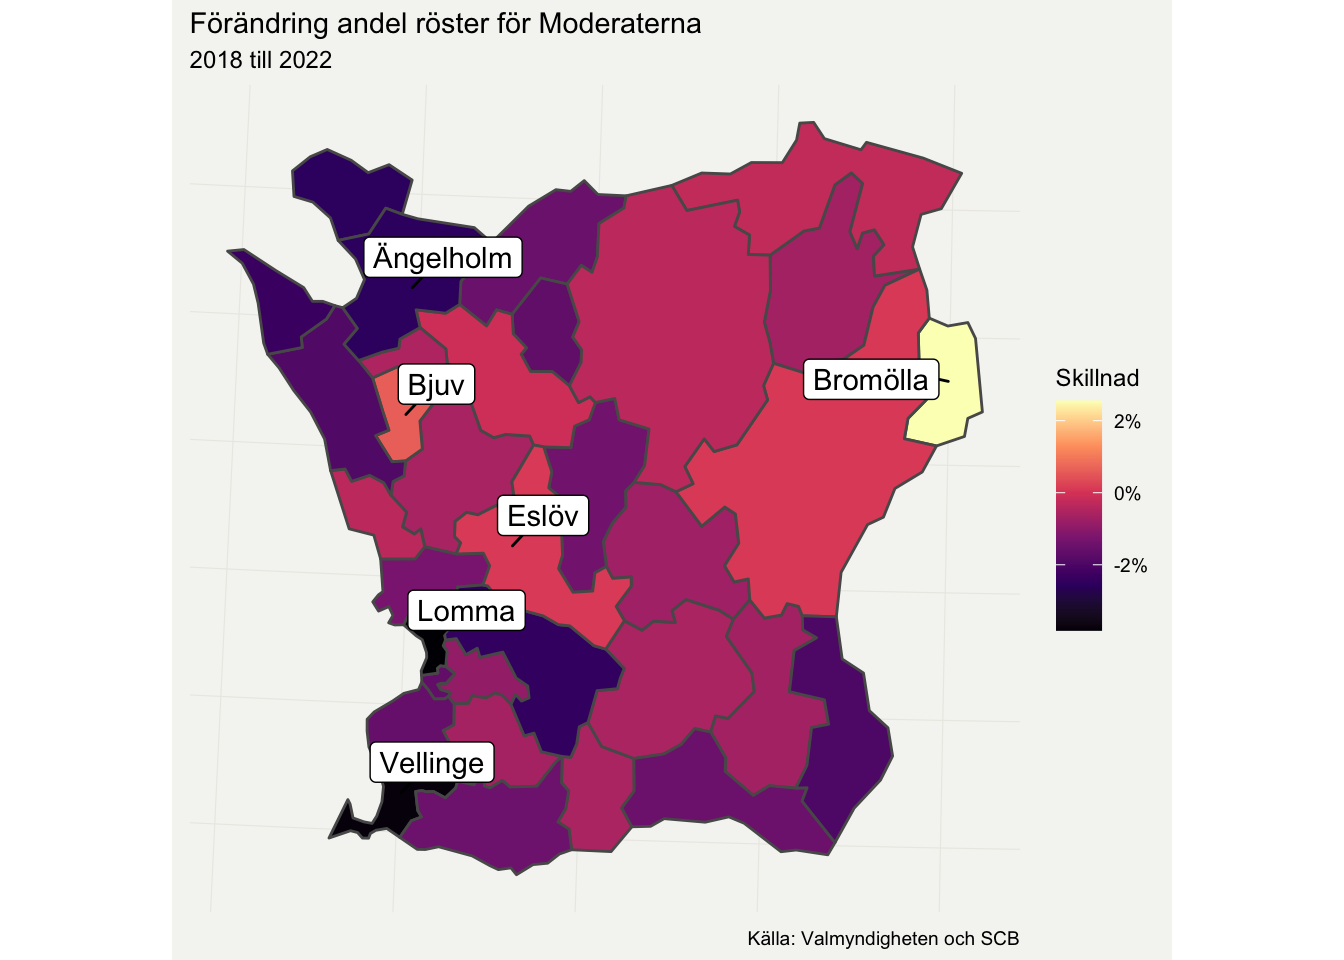 Förändring andel röster för Moderaterna
2018 till 2022
Ängelholm
Bjuv
Bromölla
Eslöv
Lomma
Vellinge
Skillnad
2%
0%
-2%
Källa: Valmyndigheten och SCB